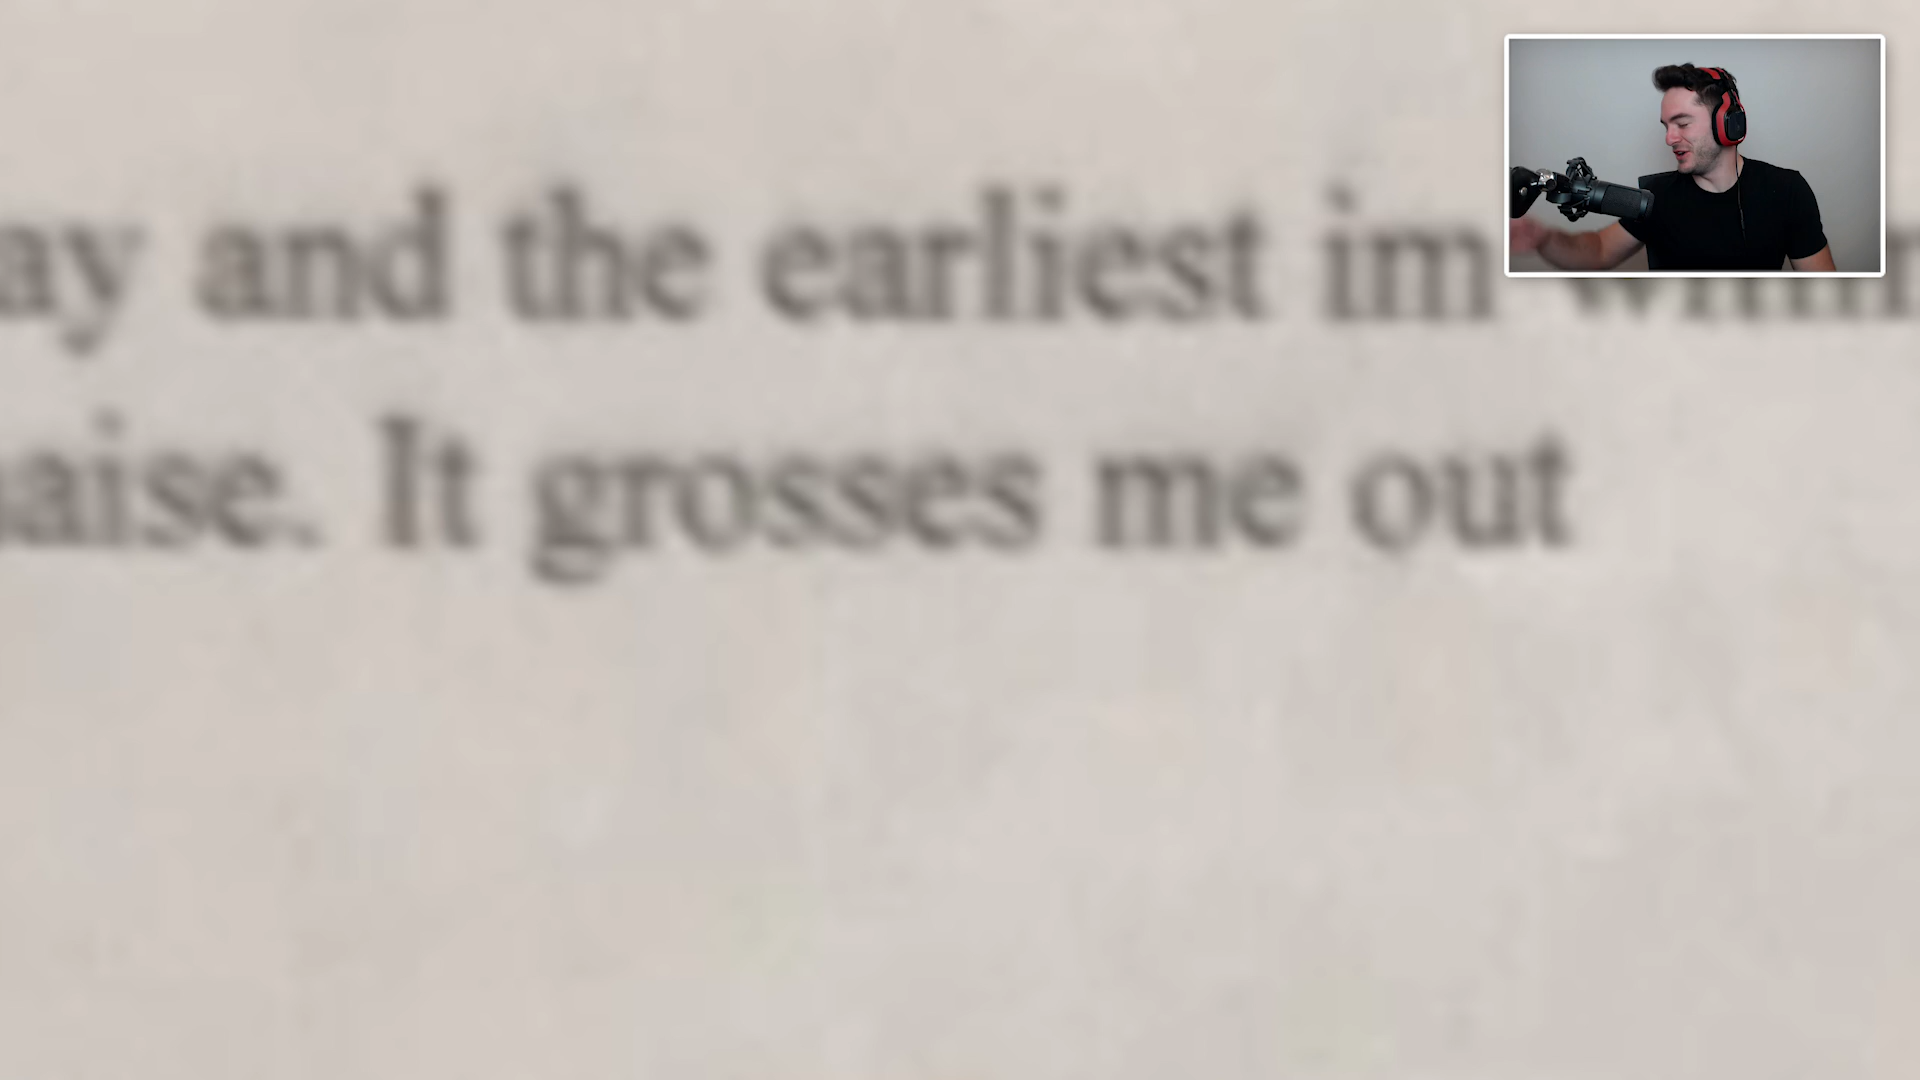 ay and the earliest im
aise. It grosses me out